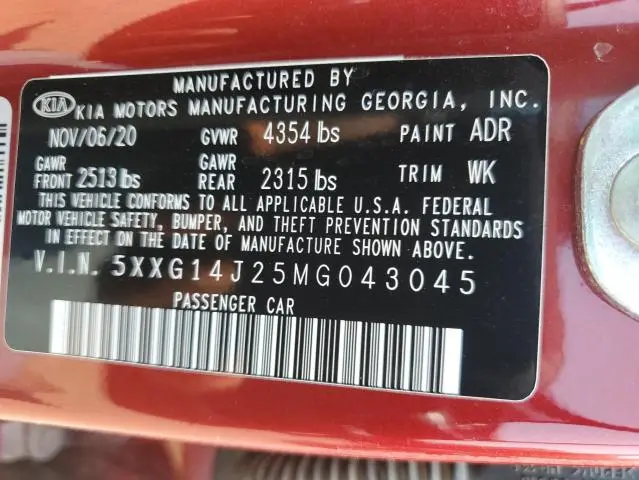 MANUFACTURED BY
KIA KIA MOTORS MANUFACTURING GEORGIA, INC.
NOV/06/20 GVWR 4354 lbs PAINT ADR
GAWR FRONT 2513 lbs GAWR REAR 2315 lbs TRIM WK
THIS VEHICLE CONFORMS TO ALL APPLICABLE U.S.A. FEDERAL
MOTOR VEHICLE SAFETY, BUMPER, AND THEFT PREVENTION STANDARDS
IN EFFECT ON THE DATE OF MANUFACTURE SHOWN ABOVE.
V.I.N. 5XXG14J25MG043045
PASSENGER CAR